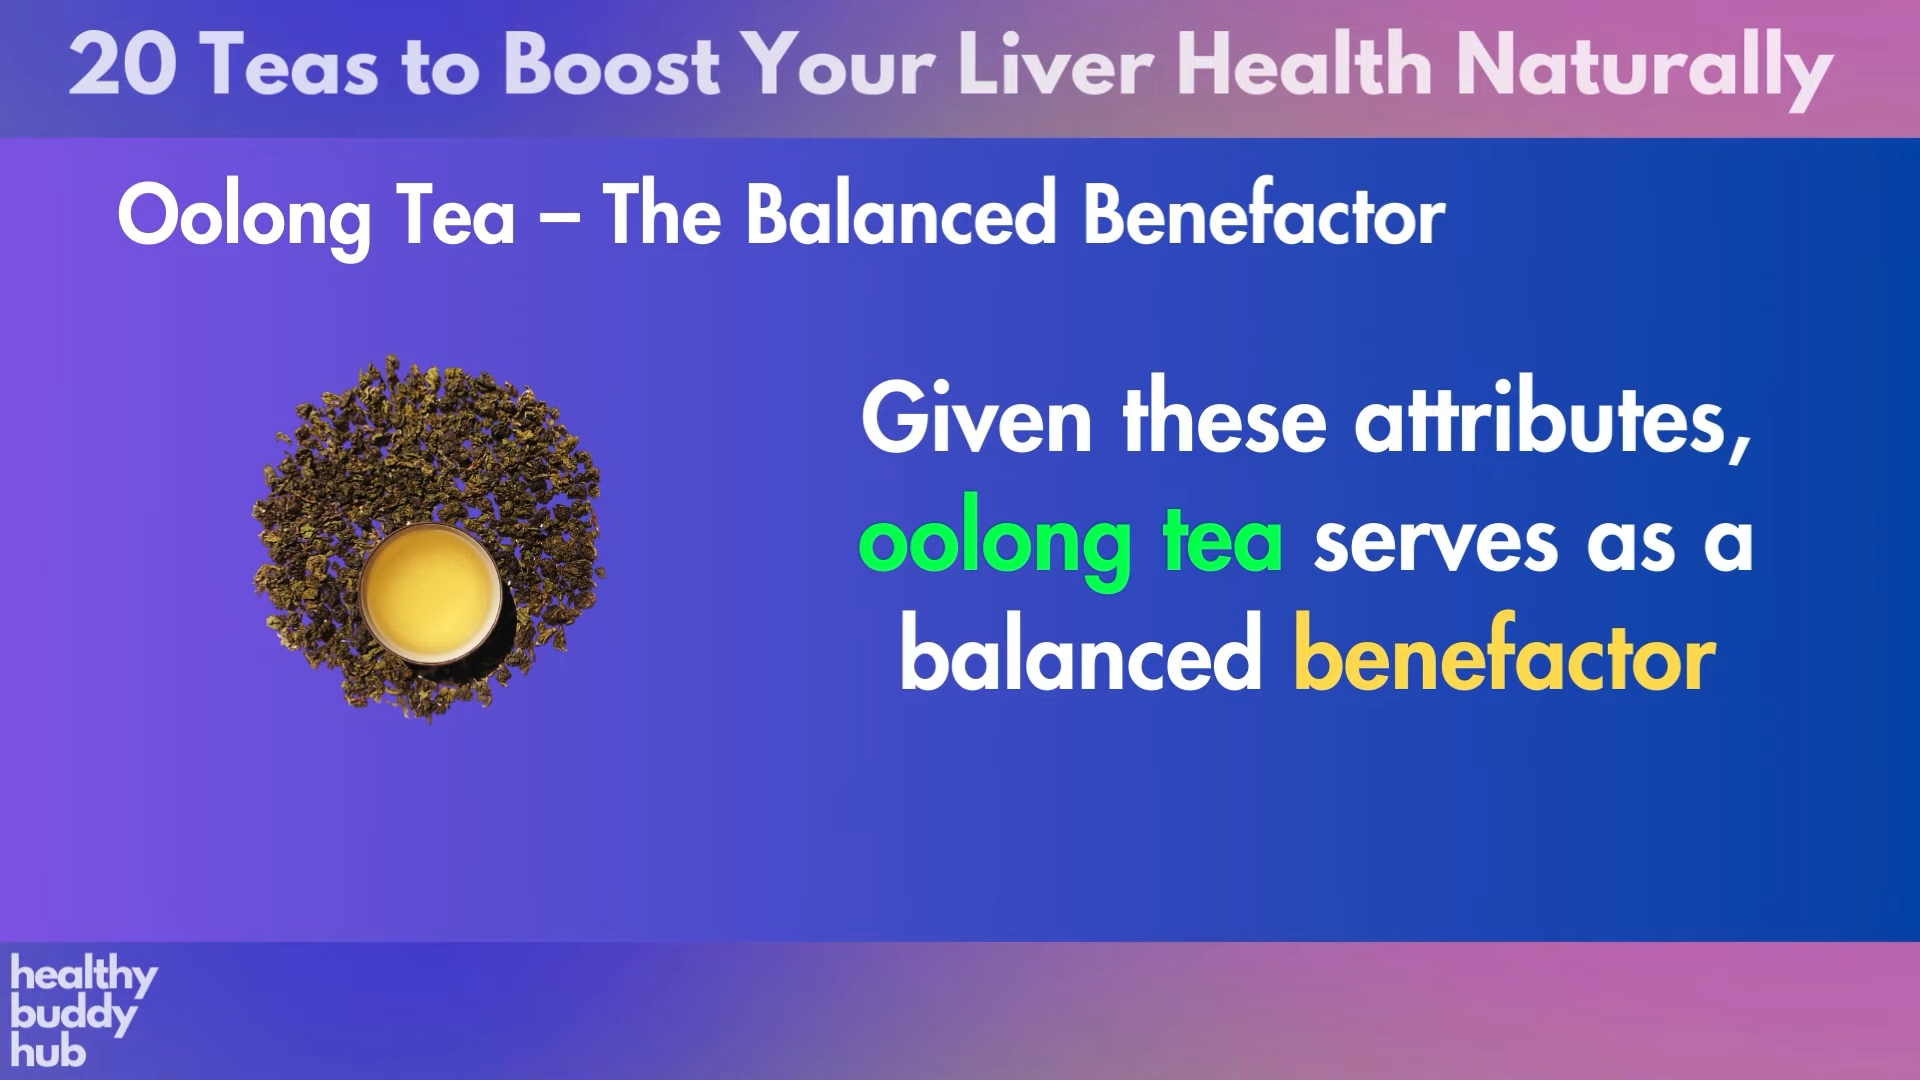 20 Teas to Boost Your Liver Health Naturally
Oolong Tea – The Balanced Benefactor
Given these attributes,
oolong tea serves as a
balanced benefactor
healthy
buddy
hub